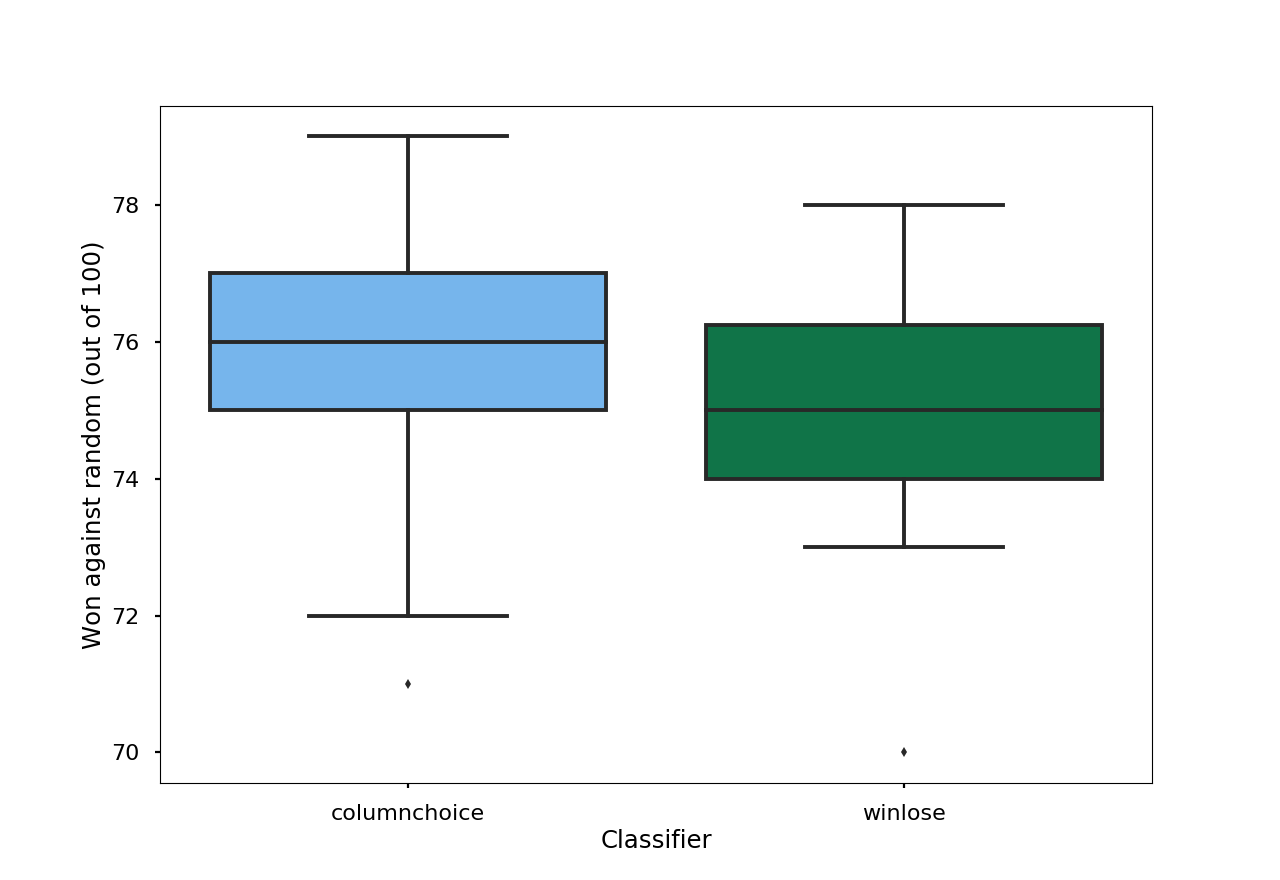 Won against random (out of 100)
78
76
74
72
70
columnchoice
winlose
Classifier